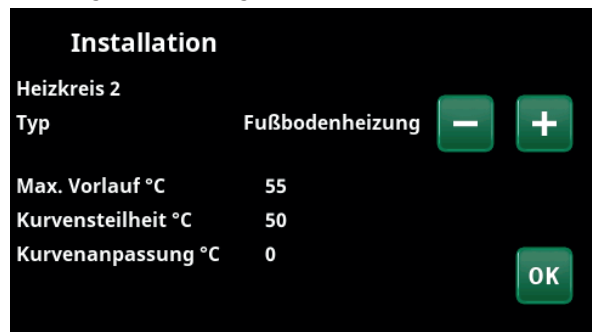 Installation
Heizkreis 2
Typ Fußbodenheizung − +
Max. Vorlauf °C 55
Kurvensteilheit °C 50
Kurvenanpassung °C 0
OK